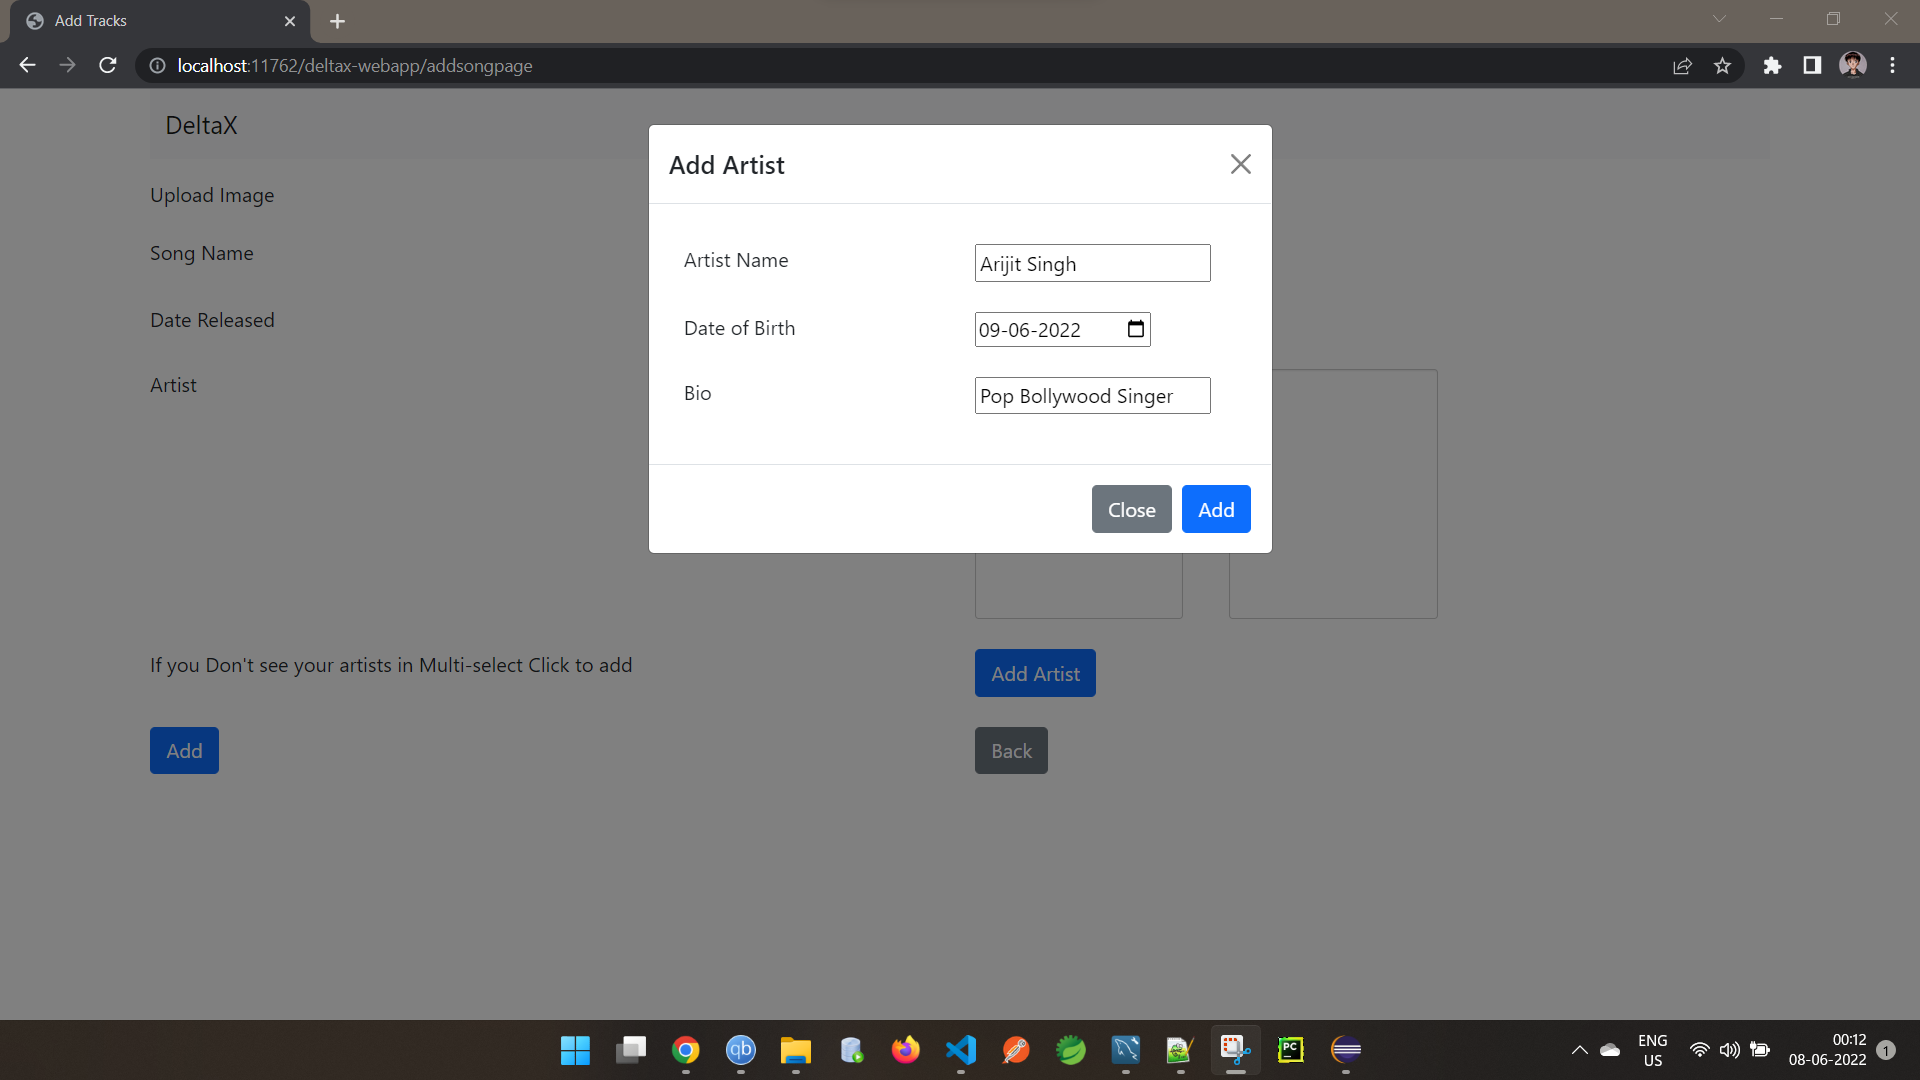 Add Tracks
localhost:11762/deltax-webapp/addsongpage
DeltaX
Upload Image
Song Name
Date Released
Artist
Add Artist
Artist Name
Arijit Singh
Date of Birth
09-06-2022
Bio
Pop Bollywood Singer
Close
Add
If you Don't see your artists in Multi-select Click to add
Add Artist
Add
Back
qb
PC
ENG
US
00:12
08-06-2022
1